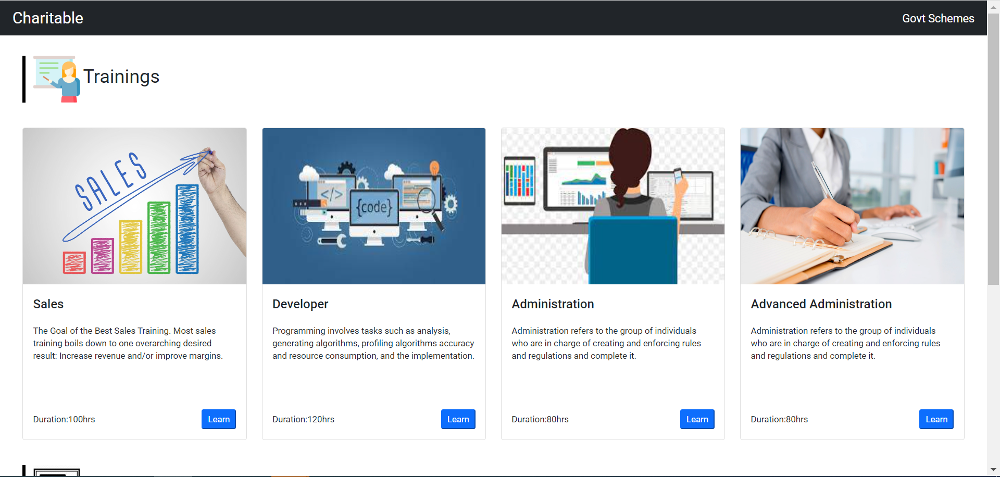 Charitable
Govt Schemes
Trainings
SALES
</>
{code}
Sales
The Goal of the Best Sales Training. Most sales
training boils down to one overarching desired
result: Increase revenue and/or improve margins.
Duration:100hrs
Learn
Developer
Programming involves tasks such as analysis,
generating algorithms, profiling algorithms accuracy
and resource consumption, and the implementation.
Duration:120hrs
Learn
Administration
Administration refers to the group of individuals
who are in charge of creating and enforcing rules
and regulations and complete it.
Duration:80hrs
Learn
Advanced Administration
Administration refers to the group of individuals
who are in charge of creating and enforcing rules
and regulations and complete it.
Duration:80hrs
Learn